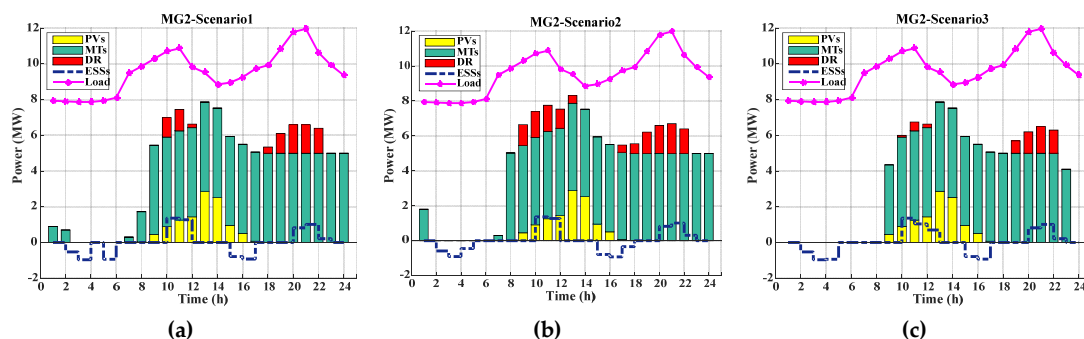 MG2-Scenario1
12
10
8
6
4
2
0
-2
Power (MW)
PVs
MTs
DR
ESSs
Load
0 2 4 6 8 10 12 14 16 18 20 22 24
Time (h)
(a)
MG2-Scenario2
12
10
8
6
4
2
0
-2
Power (MW)
PVs
MTs
DR
ESSs
Load
0 2 4 6 8 10 12 14 16 18 20 22 24
Time (h)
(b)
MG2-Scenario3
12
10
8
6
4
2
0
-2
Power (MW)
PVs
MTs
DR
ESSs
Load
0 2 4 6 8 10 12 14 16 18 20 22 24
Time (h)
(c)